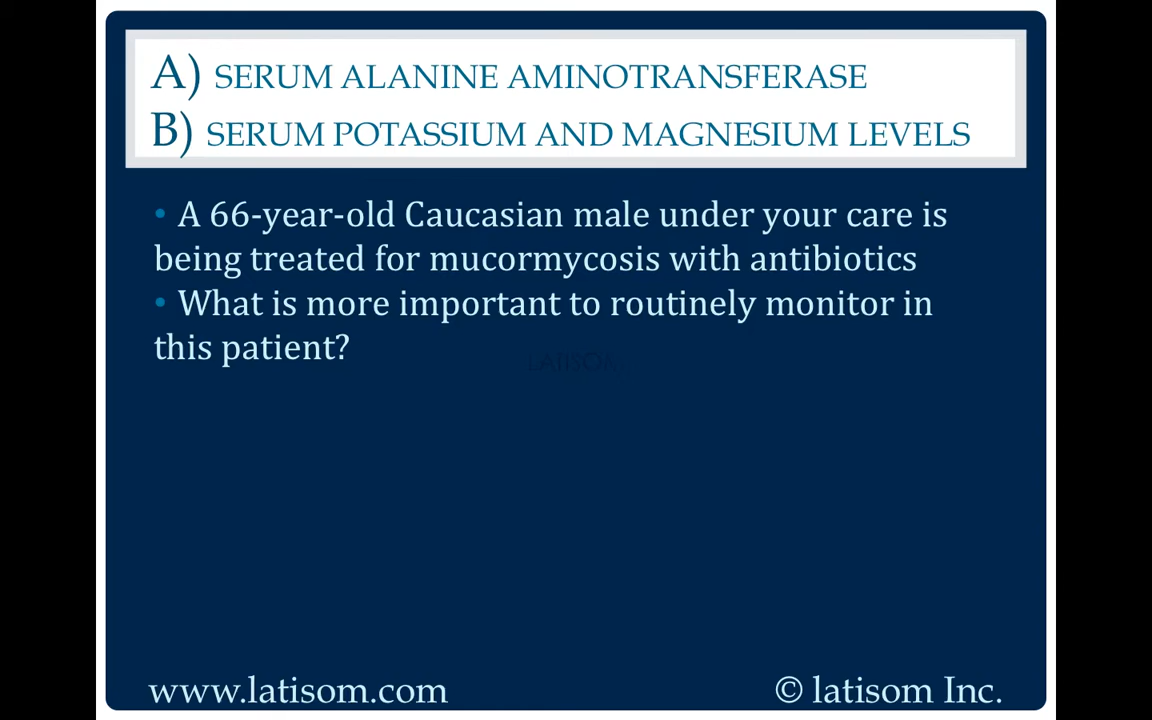 A) SERUM ALANINE AMINOTRANSFERASE
B) SERUM POTASSIUM AND MAGNESIUM LEVELS
• A 66-year-old Caucasian male under your care is
being treated for mucormycosis with antibiotics
• What is more important to routinely monitor in
this patient?
LATISOM
www.latisom.com
© latisom Inc.